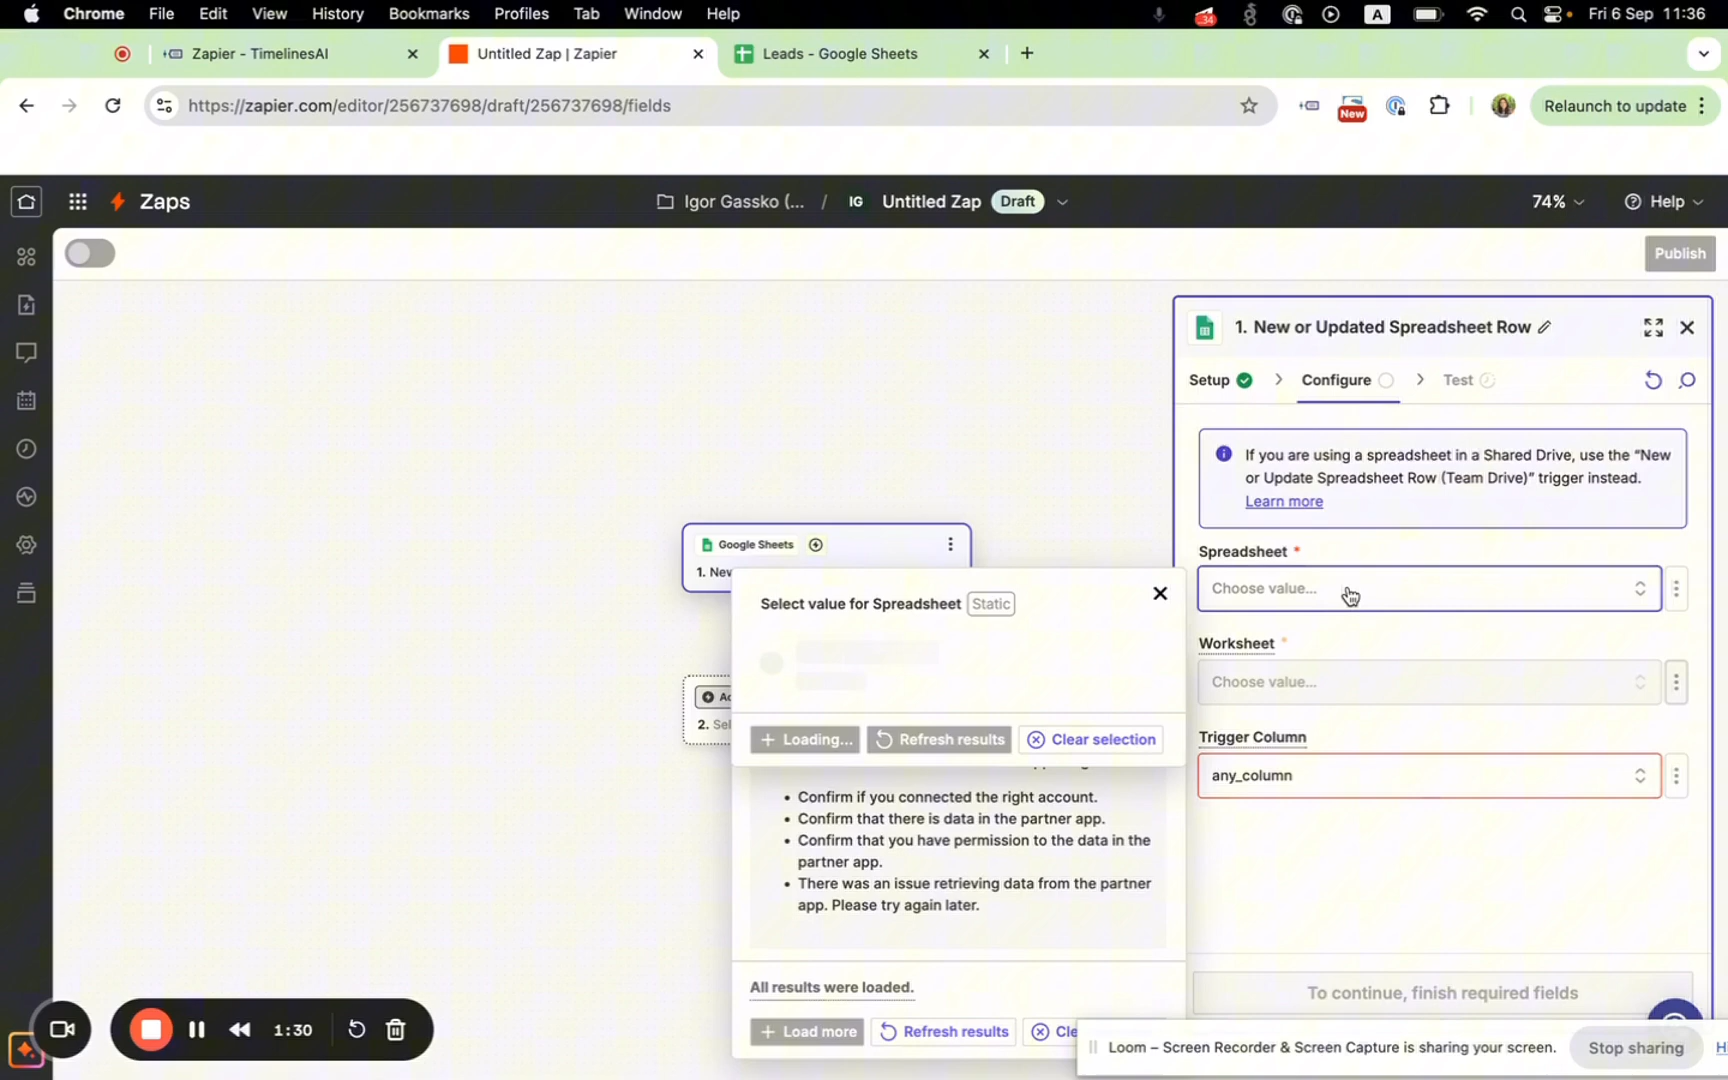 Chrome File Edit View History Bookmarks Profiles Tab Window Help
34 A Fri 6 Sep 11:36
Zapier - TimelinesAI
Untitled Zap | Zapier
Leads - Google Sheets
https://zapier.com/editor/256737698/draft/256737698/fields
New
Relaunch to update
Zaps
Igor Gassko (... / IG Untitled Zap Draft
74% Help
Publish
1. New or Updated Spreadsheet Row
Setup Configure Test
If you are using a spreadsheet in a Shared Drive, use the “New
or Update Spreadsheet Row (Team Drive)” trigger instead.
Learn more
Google Sheets
1. New
2. Sel
Spreadsheet *
Choose value...
Select value for Spreadsheet Static
Worksheet *
Choose value...
+ Loading... Refresh results Clear selection
Trigger Column
any_column
• Confirm if you connected the right account.
• Confirm that there is data in the partner app.
• Confirm that you have permission to the data in the
partner app.
• There was an issue retrieving data from the partner
app. Please try again later.
All results were loaded.
To continue, finish required fields
+ Load more Refresh results
1:30
Loom – Screen Recorder & Screen Capture is sharing your screen. Stop sharing